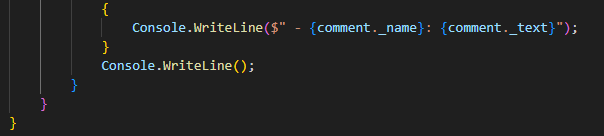 {
Console.WriteLine($" - {comment._name}: {comment._text}");
}
Console.WriteLine();
}
}
}